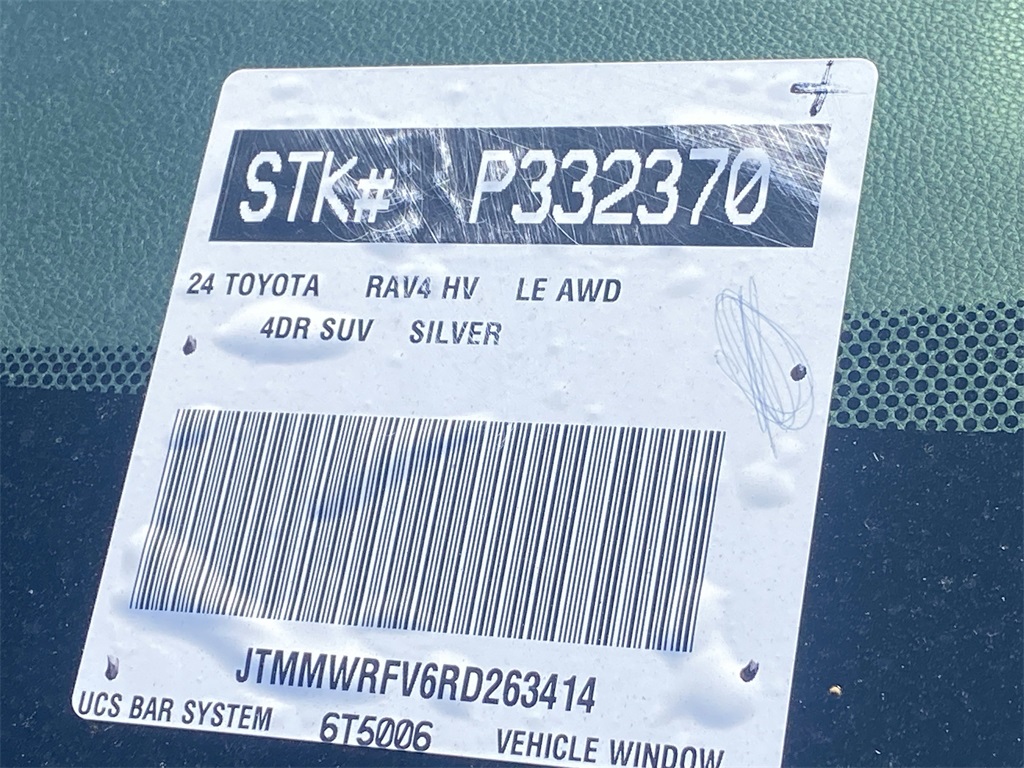 STK# P332370
24 TOYOTA RAV4 HV LE AWD
4DR SUV SILVER
JTMMWRFV6RD263414
UCS BAR SYSTEM 6T5006 VEHICLE WINDOW